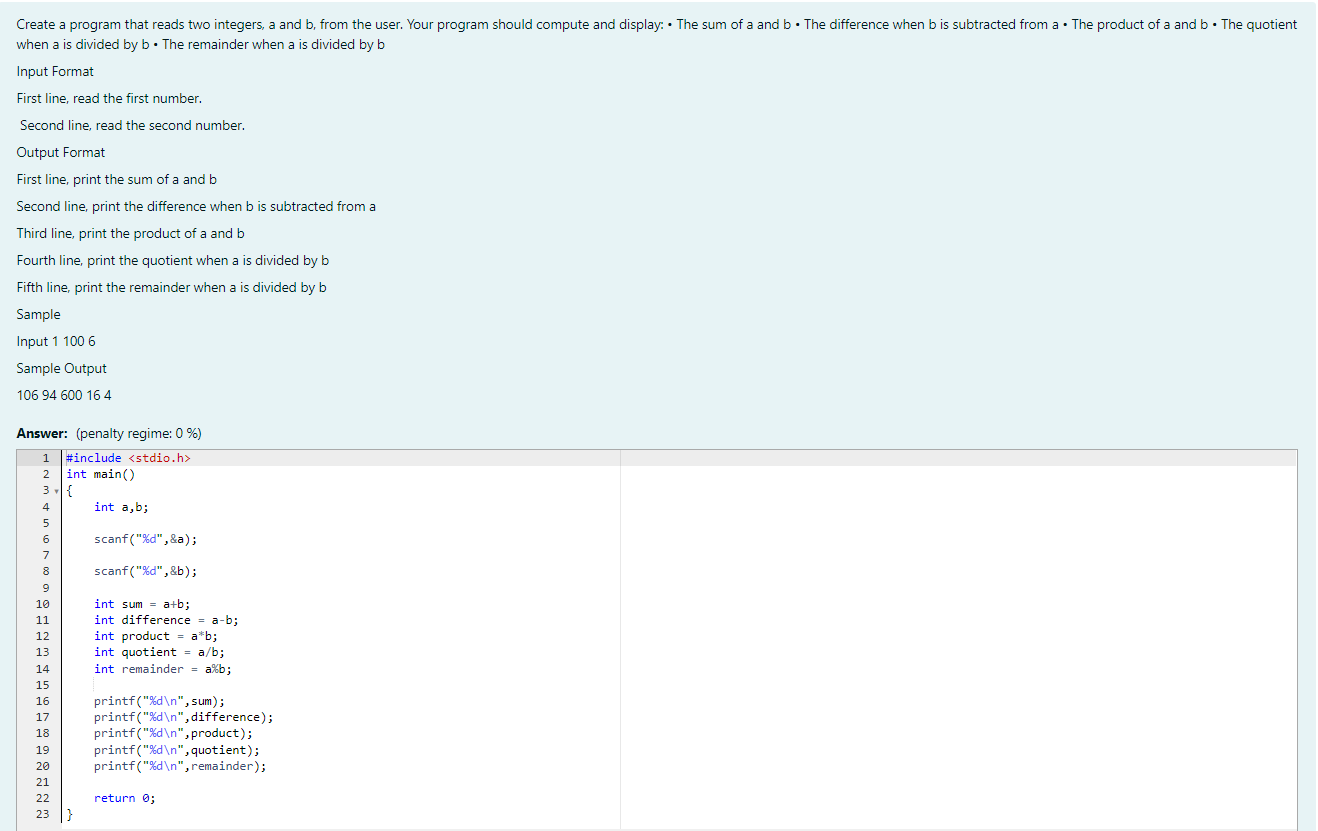 Create a program that reads two integers, a and b, from the user. Your program should compute and display: • The sum of a and b • The difference when b is subtracted from a • The product of a and b • The quotient
when a is divided by b • The remainder when a is divided by b
Input Format
First line, read the first number.
Second line, read the second number.
Output Format
First line, print the sum of a and b
Second line, print the difference when b is subtracted from a
Third line, print the product of a and b
Fourth line, print the quotient when a is divided by b
Fifth line, print the remainder when a is divided by b
Sample
Input 1 100 6
Sample Output
106 94 600 16 4
Answer: (penalty regime: 0 %)
1 #include <stdio.h>
2 int main()
3 {
4     int a,b;
5
6     scanf("%d",&a);
7
8     scanf("%d",&b);
9
10     int sum = a+b;
11     int difference = a-b;
12     int product = a*b;
13     int quotient = a/b;
14     int remainder = a%b;
15
16     printf("%d\n",sum);
17     printf("%d\n",difference);
18     printf("%d\n",product);
19     printf("%d\n",quotient);
20     printf("%d\n",remainder);
21
22     return 0;
23 }